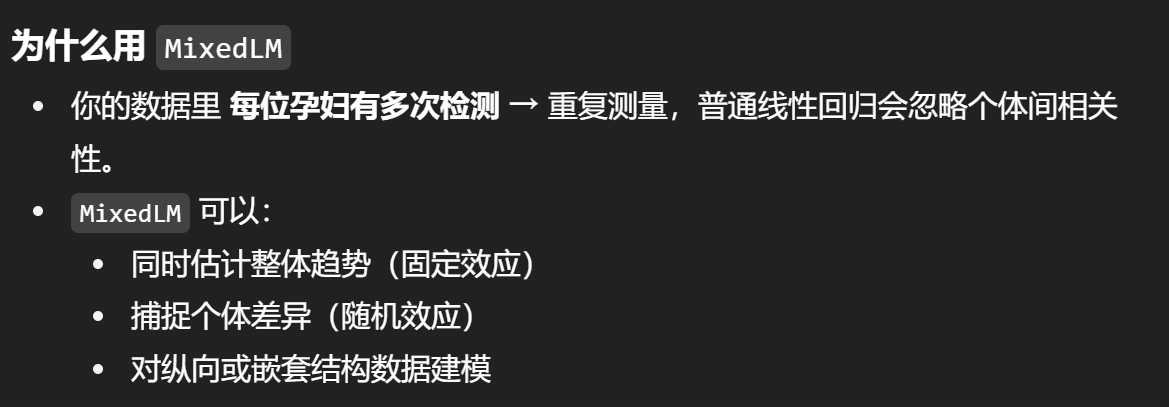 为什么用 MixedLM
• 你的数据里 每位孕妇有多次检测 → 重复测量，普通线性回归会忽略个体间相关
性。
• MixedLM 可以：
• 同时估计整体趋势（固定效应）
• 捕捉个体差异（随机效应）
• 对纵向或嵌套结构数据建模